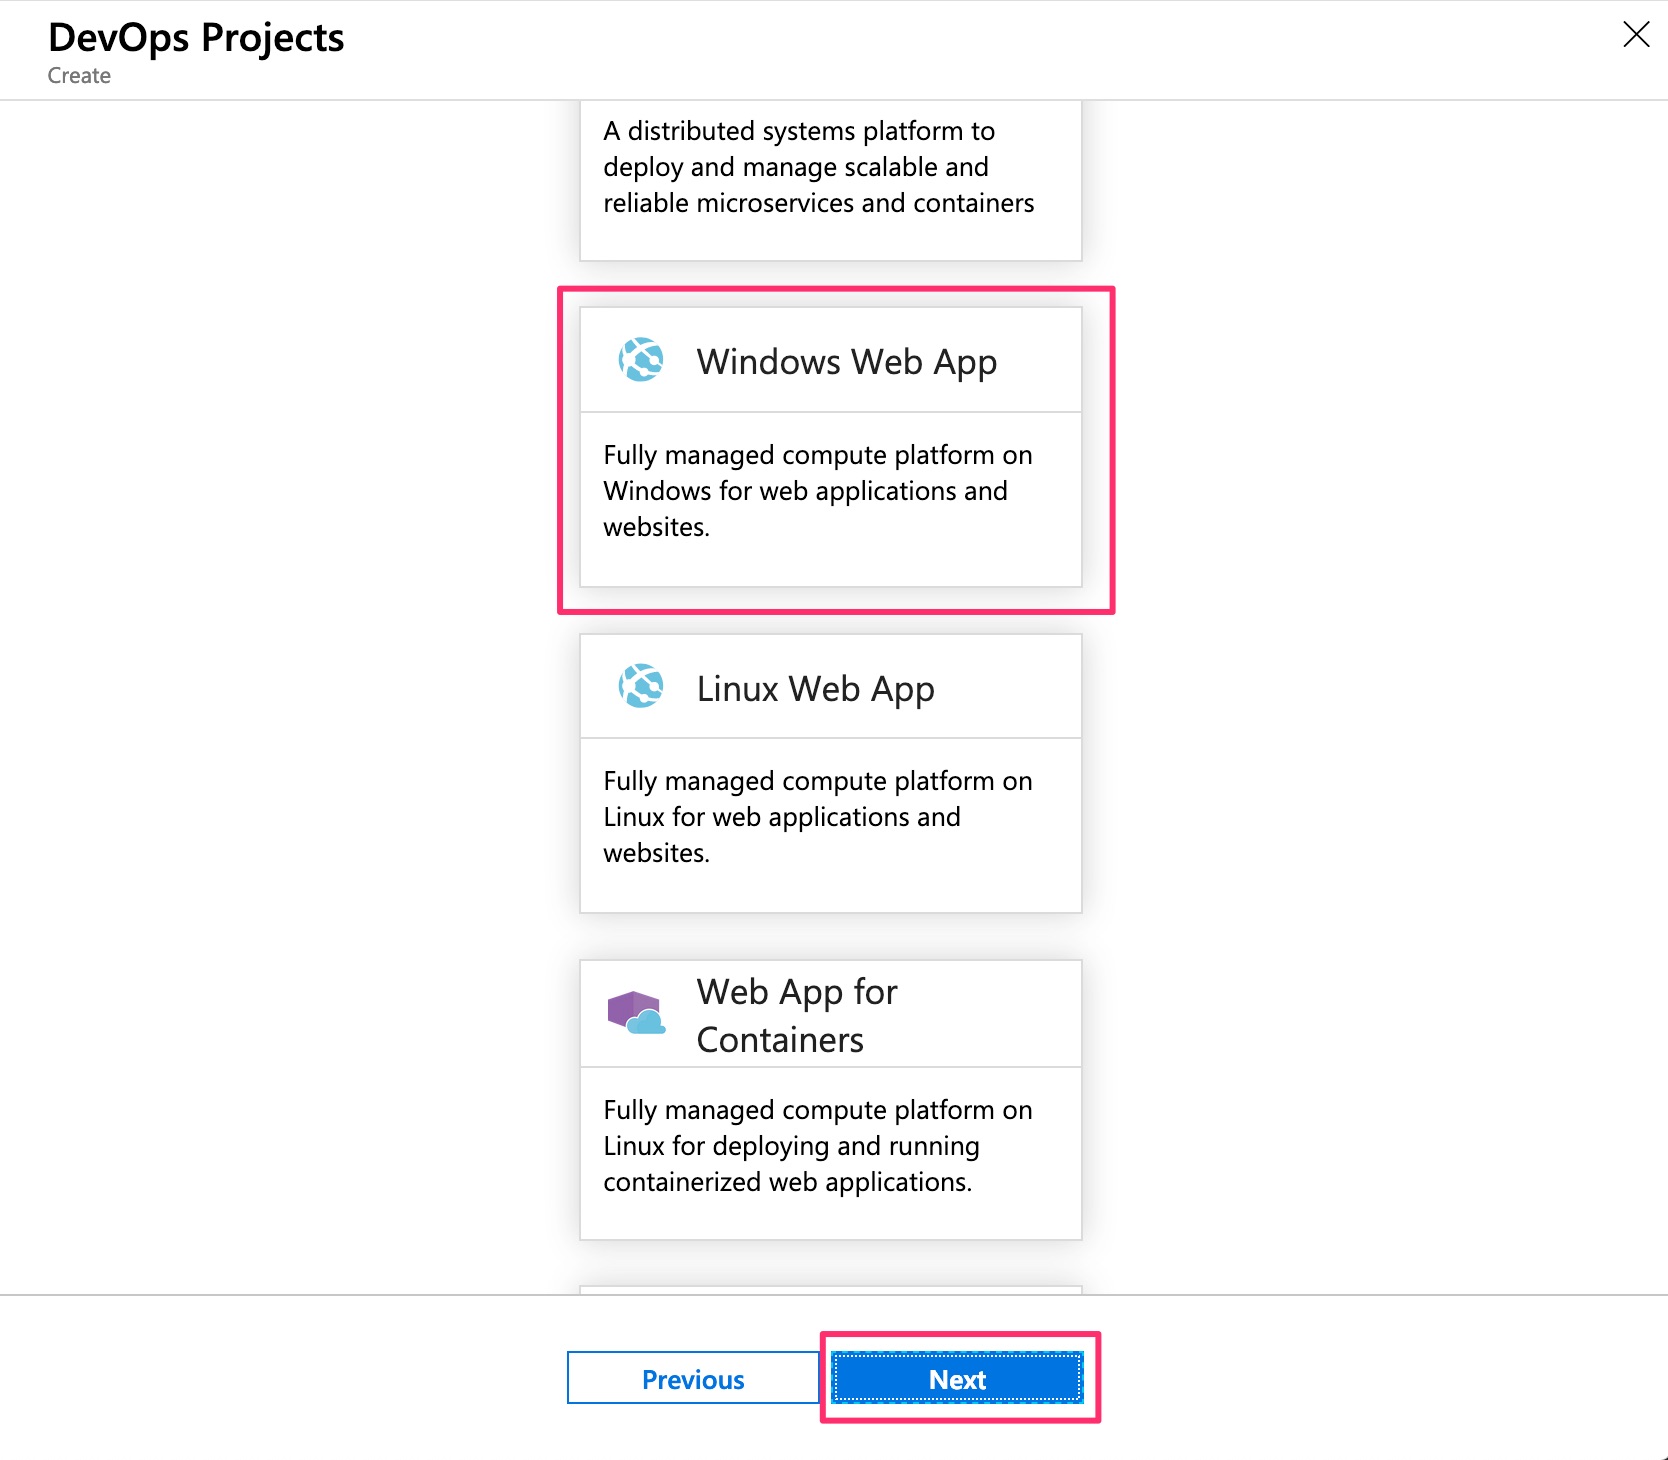 DevOps Projects
Create
A distributed systems platform to
deploy and manage scalable and
reliable microservices and containers
Windows Web App
Fully managed compute platform on
Windows for web applications and
websites.
Linux Web App
Fully managed compute platform on
Linux for web applications and
websites.
Web App for
Containers
Fully managed compute platform on
Linux for deploying and running
containerized web applications.
Previous
Next